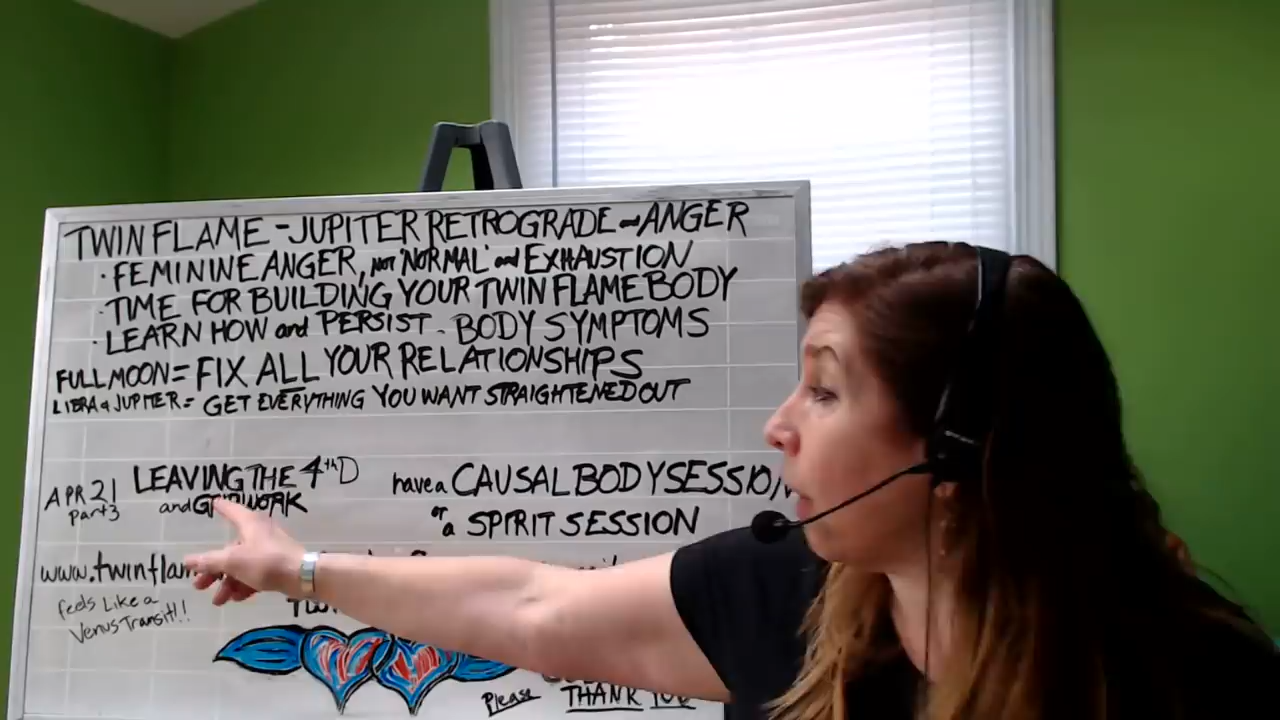 TWIN FLAME - JUPITER RETROGRADE → ANGER
· FEMININE ANGER, NOT 'NORMAL' and EXHAUSTION
· TIME FOR BUILDING YOUR TWIN FLAME BODY
· LEARN HOW and PERSIST - BODY SYMPTOMS
FULL MOON = FIX ALL YOUR RELATIONSHIPS
LIBRA & JUPITER = GET EVERYTHING YOU WANT STRAIGHTENED OUT
APR 21 part 3
LEAVING THE 4th D
and GRIDWORK
have a CAUSAL BODY SESSION
or a SPIRIT SESSION
www.twinflam
feels Like a
Venus Transit!!
Please
THANK YOU